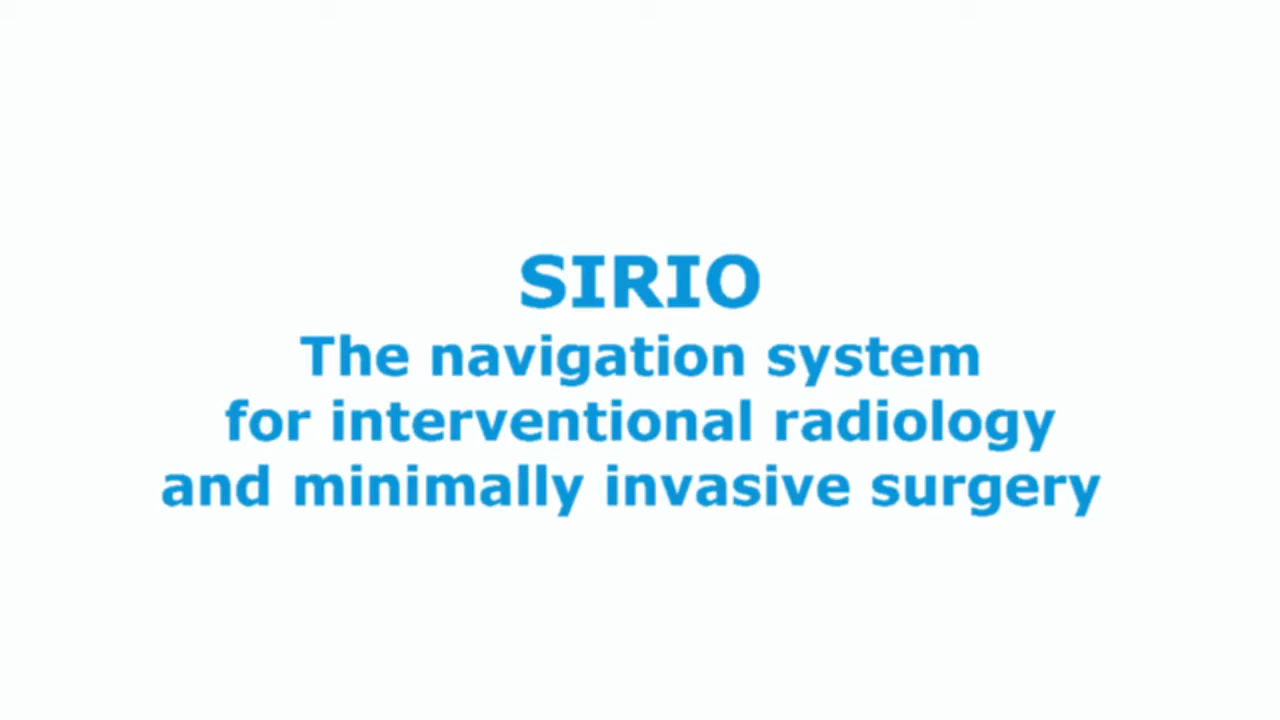 SIRIO
The navigation system
for interventional radiology
and minimally invasive surgery